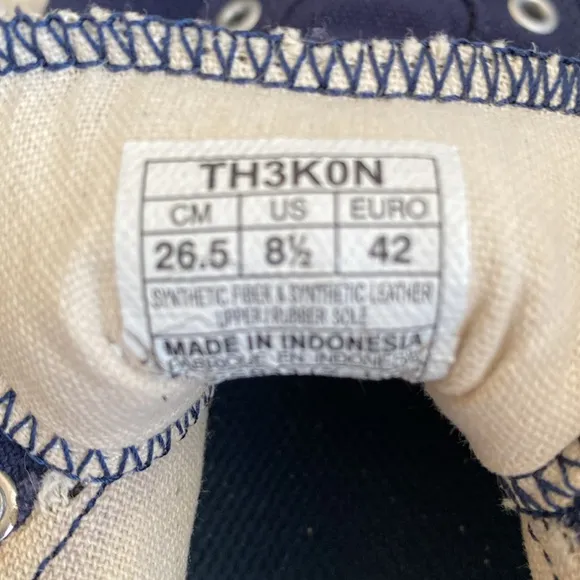 TH3K0N
CM US EURO
26.5 8½ 42
SYNTHETIC FIBER & SYNTHETIC LEATHER
UPPER / RUBBER SOLE
MADE IN INDONESIA
FABRIQUE EN INDONESIE